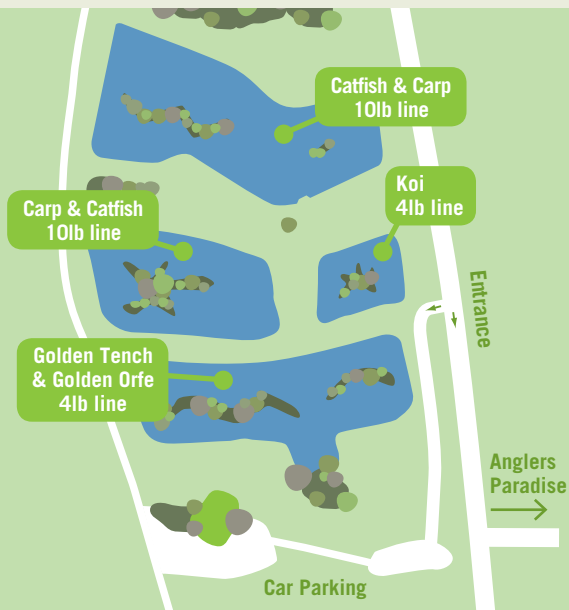 Catfish & Carp
10lb line
Koi
4lb line
Carp & Catfish
10lb line
Entrance
Golden Tench
& Golden Orfe
4lb line
Anglers
Paradise
Car Parking